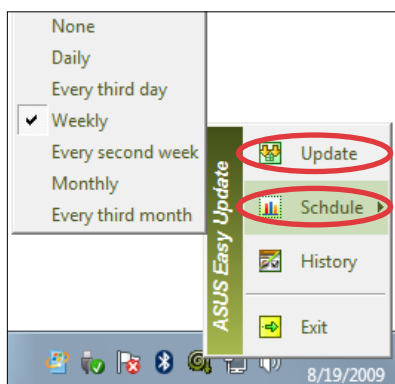 None
Daily
Every third day
Weekly
Every second week
Monthly
Every third month
ASUS Easy Update
Update
Schdule
History
Exit
8/19/2009